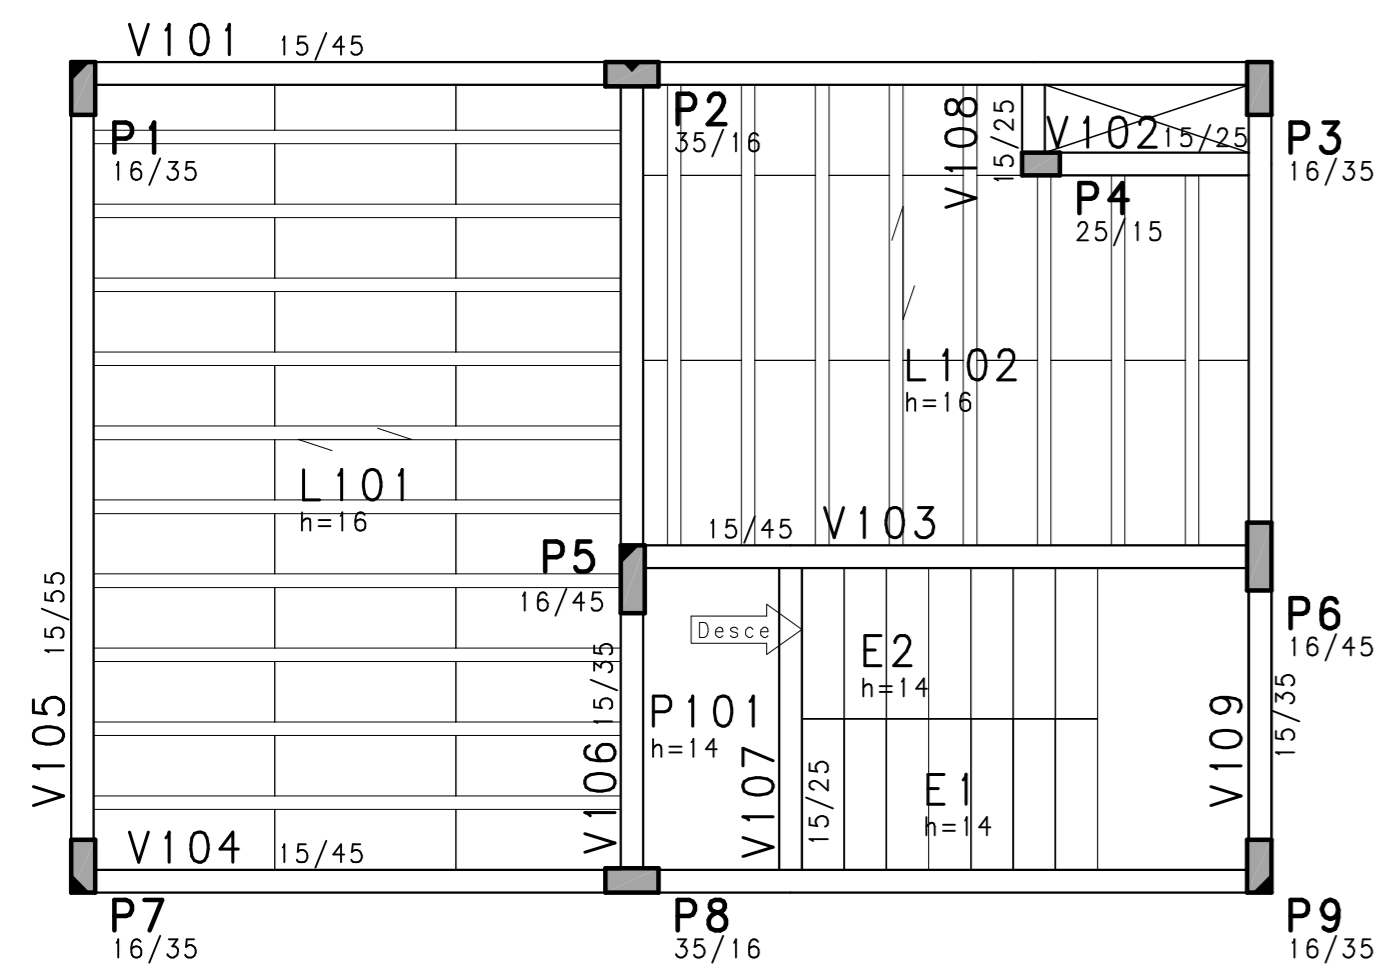 V101 15/45
P1
16/35
P2
35/16
V108
15/25
V102 15/25
P3
16/35
P4
25/15
L102
h=16
L101
h=16
15/45 V103
P5
16/45
15/55
V105
Desce
E2
h=14
P6
16/45
15/35
V106
P101
h=14
V107
15/25
E1
h=14
V109
15/35
V104 15/45
P7
16/35
P8
35/16
P9
16/35